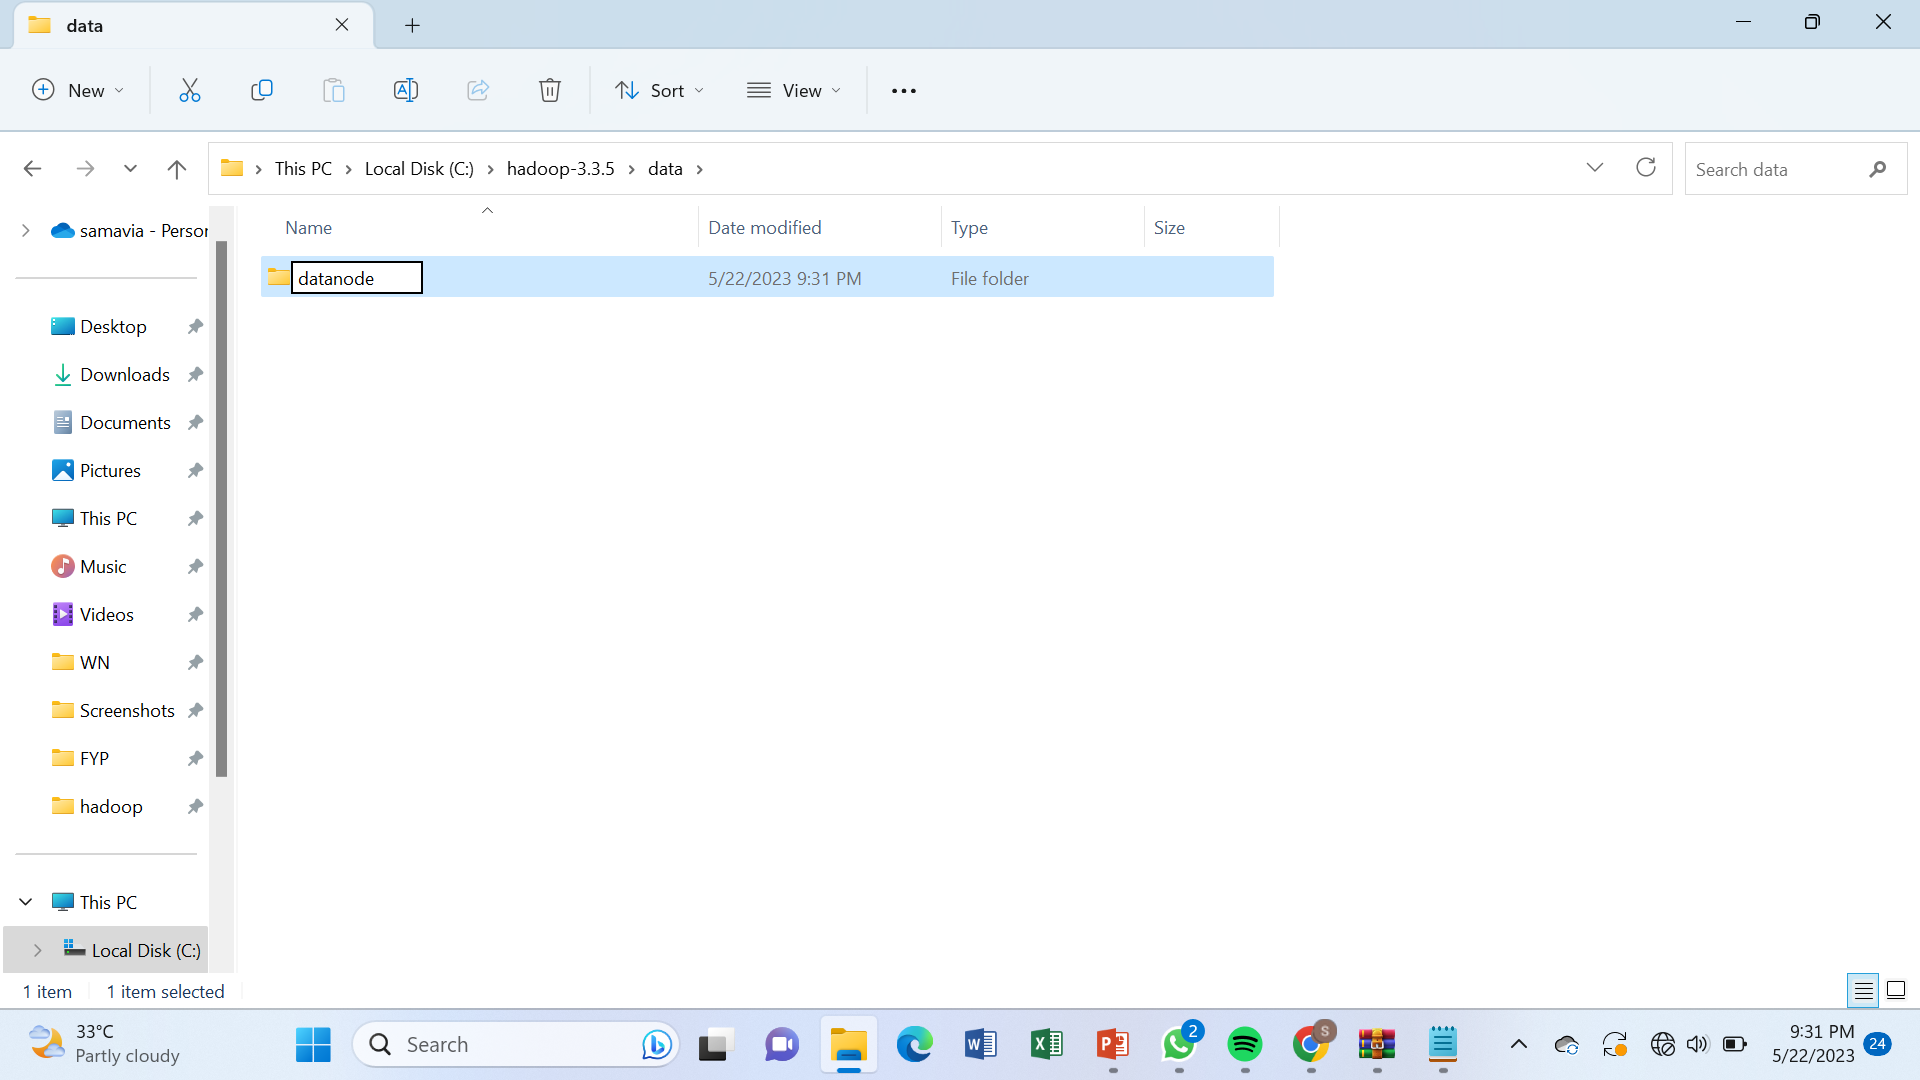 data
New
Sort
View
This PC
Local Disk (C:)
hadoop-3.3.5
data
Search data
samavia - Person
Name
Date modified
Type
Size
datanode
5/22/2023 9:31 PM
File folder
Desktop
Downloads
Documents
Pictures
This PC
Music
Videos
WN
Screenshots
FYP
hadoop
This PC
Local Disk (C:)
1 item
1 item selected
33°C
Partly cloudy
Search
2
S
9:31 PM
5/22/2023
24